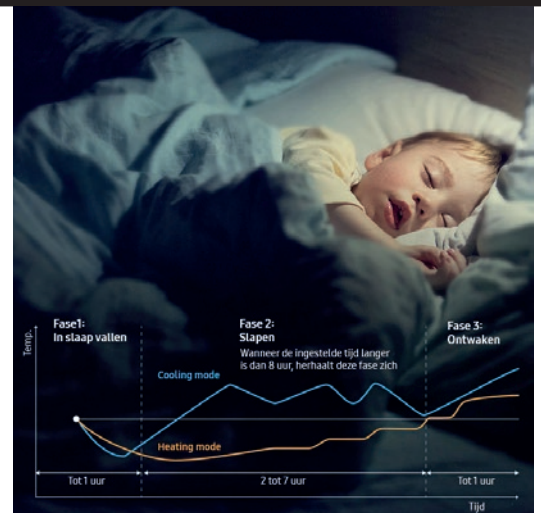 Fase1:
In slaap vallen
Fase 2:
Slapen
Wanneer de ingestelde tijd langer
is dan 8 uur, herhaalt deze fase zich
Fase 3:
Ontwaken
Temp.
Cooling mode
Heating mode
Tot 1 uur
2 tot 7 uur
Tot 1 uur
Tijd